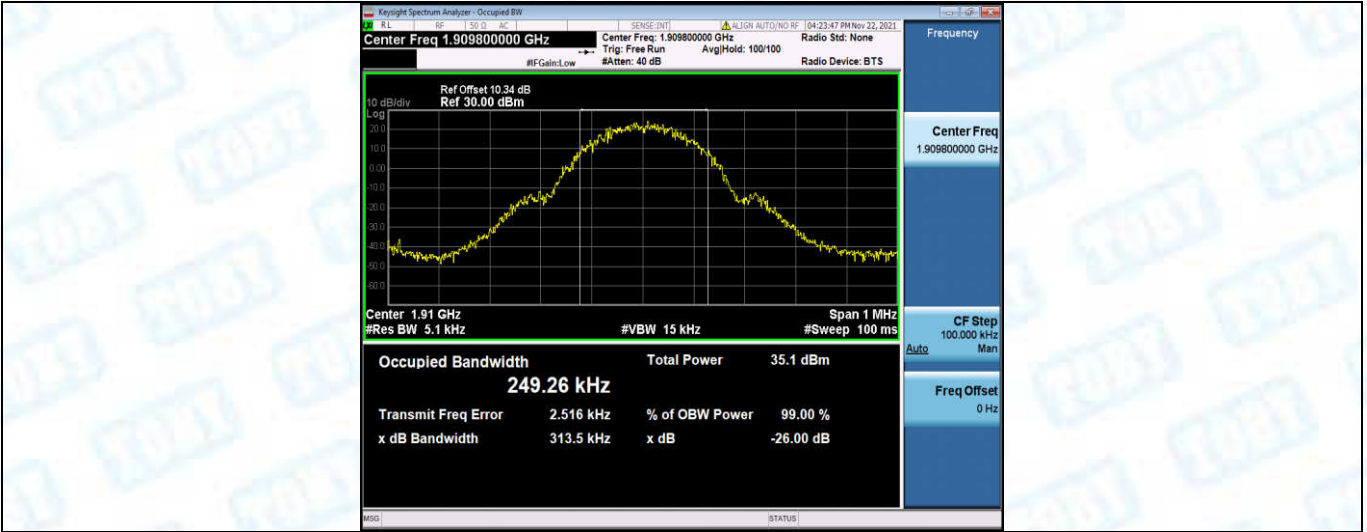 Keysight Spectrum Analyzer - Occupied BW
RL RF 50 Ω AC SENSE:INT ALIGN AUTO/NO RF 04:23:47 PM Nov 22, 2021
Center Freq 1.909800000 GHz
Center Freq: 1.909800000 GHz Radio Std: None
Trig: Free Run Avg|Hold: 100/100
#IFGain:Low #Atten: 40 dB Radio Device: BTS
Ref Offset 10.34 dB
10 dB/div Ref 30.00 dBm
Log
20.0
10.0
0.00
-10.0
-20.0
-30.0
-40.0
-50.0
-60.0
Center 1.91 GHz Span 1 MHz
#Res BW 5.1 kHz #VBW 15 kHz #Sweep 100 ms
Occupied Bandwidth Total Power 35.1 dBm
249.26 kHz
Transmit Freq Error 2.516 kHz % of OBW Power 99.00 %
x dB Bandwidth 313.5 kHz x dB -26.00 dB
MSG STATUS
Frequency
Center Freq
1.909800000 GHz
CF Step
100.000 kHz
Auto Man
Freq Offset
0 Hz